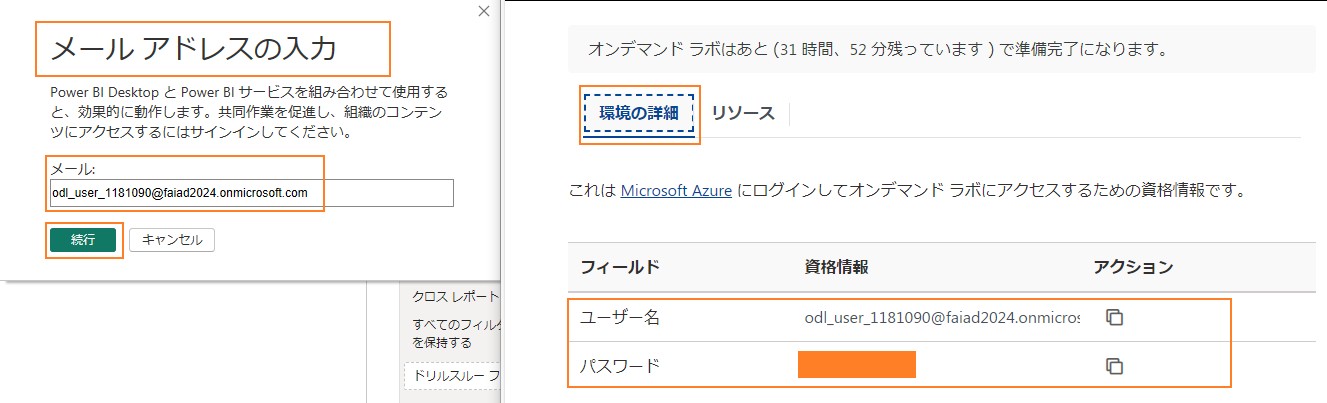 メール アドレスの入力
Power BI Desktop と Power BI サービスを組み合わせて使用する
と、効果的に動作します。共同作業を促進し、組織のコンテン
ツにアクセスするにはサインインしてください。
メール:
odl_user_1181090@faiad2024.onmicrosoft.com
続行
キャンセル
クロス レポート
すべてのフィルタ
を保持する
ドリルスルー フ
オンデマンド ラボはあと (31 時間、52 分残っています ) で準備完了になります。
環境の詳細
リソース
これは Microsoft Azure にログインしてオンデマンド ラボにアクセスするための資格情報です。
フィールド 資格情報 アクション
ユーザー名 odl_user_1181090@faiad2024.onmicros
パスワード